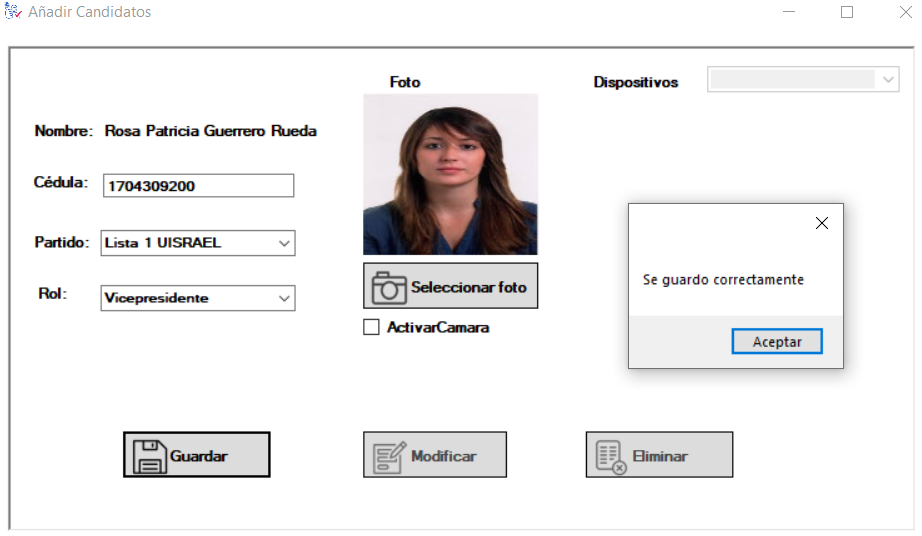 Añadir Candidatos
Foto
Dispositivos
Nombre: Rosa Patricia Guerrero Rueda
Cédula: 1704309200
Partido: Lista 1 UISRAEL
Rol: Vicepresidente
Seleccionar foto
ActivarCamara
Se guardo correctamente
Aceptar
Guardar
Modificar
Eliminar